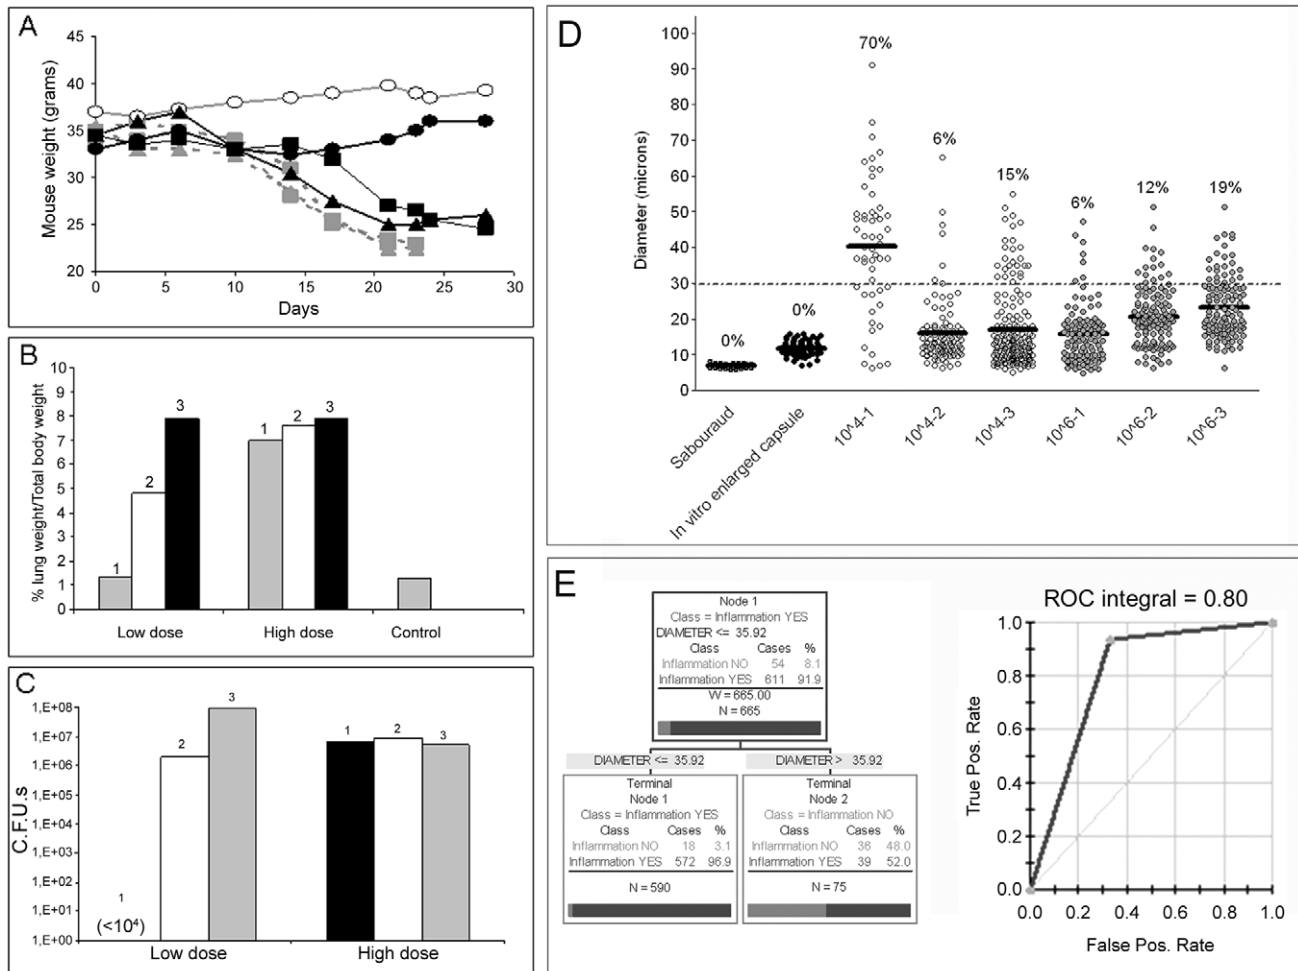 A
Mouse weight (grams)
45
40
35
30
25
20
0
5
10
15
20
25
30
Days
B
% lung weight/Total body weight
10
9
8
7
6
5
4
3
2
1
0
1
2
3
1
2
3
Low dose
High dose
Control
C
C.F.U.s
1,E+08
1,E+07
1,E+06
1,E+05
1,E+04
1,E+03
1,E+02
1,E+01
1,E+00
1
(<10⁴)
2
3
1
2
3
Low dose
High dose
D
Diameter (microns)
100
90
80
70
60
50
40
30
20
10
0
0%
0%
70%
6%
15%
6%
12%
19%
Sabouraud
In vitro enlarged capsule
10^4-1
10^4-2
10^4-3
10^6-1
10^6-2
10^6-3
E
Node 1
Class = Inflammation YES
DIAMETER <= 35.92
Class Cases %
Inflammation NO 54 8.1
Inflammation YES 611 91.9
W = 665.00
N = 665
DIAMETER <= 35.92
DIAMETER > 35.92
Terminal
Node 1
Class = Inflammation YES
Class Cases %
Inflammation NO 18 3.1
Inflammation YES 572 96.9
N = 590
Terminal
Node 2
Class = Inflammation NO
Class Cases %
Inflammation NO 36 48.0
Inflammation YES 39 52.0
N = 75
ROC integral = 0.80
True Pos. Rate
1.0
0.8
0.6
0.4
0.2
0.0
0.0
0.2
0.4
0.6
0.8
1.0
False Pos. Rate